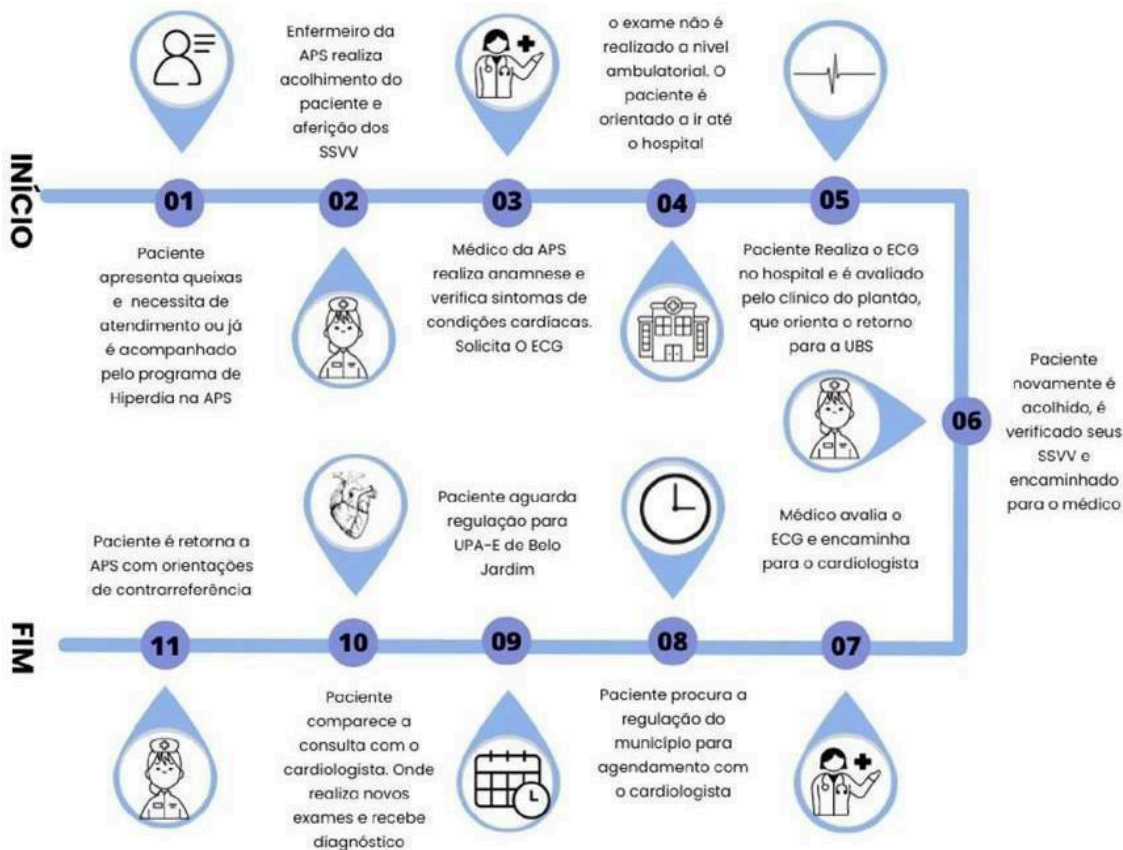 INÍCIO
01
Paciente
apresenta queixas
e necessita de
atendimento ou já
é acompanhado
pelo programa de
Hiperdia na APS
Enfermeiro da
APS realiza
acolhimento do
paciente e
aferição dos
SSVV
02
03
Médico da APS
realiza anamnese e
verifica sintomas de
condições cardíacas.
Solicita O ECG
o exame não é
realizado a nível
ambulatorial. O
paciente é
orientado a ir até
o hospital
04
05
Paciente Realiza o ECG
no hospital e é avaliado
pelo clínico do plantão,
que orienta o retorno
para a UBS
06
Paciente
novamente é
acolhido, é
verificado seus
SSVV e
encaminhado
para o médico
Médico avalia o
ECG e encaminha
para o cardiologista
07
08
Paciente procura a
regulação do
município para
agendamento com
o cardiologista
Paciente aguarda
regulação para
UPA-E de Belo
Jardim
09
10
Paciente
comparece a
consulta com o
cardiologista. Onde
realiza novos
exames e recebe
diagnóstico
Paciente é retorna a
APS com orientações
de contrarreferência
11
FIM